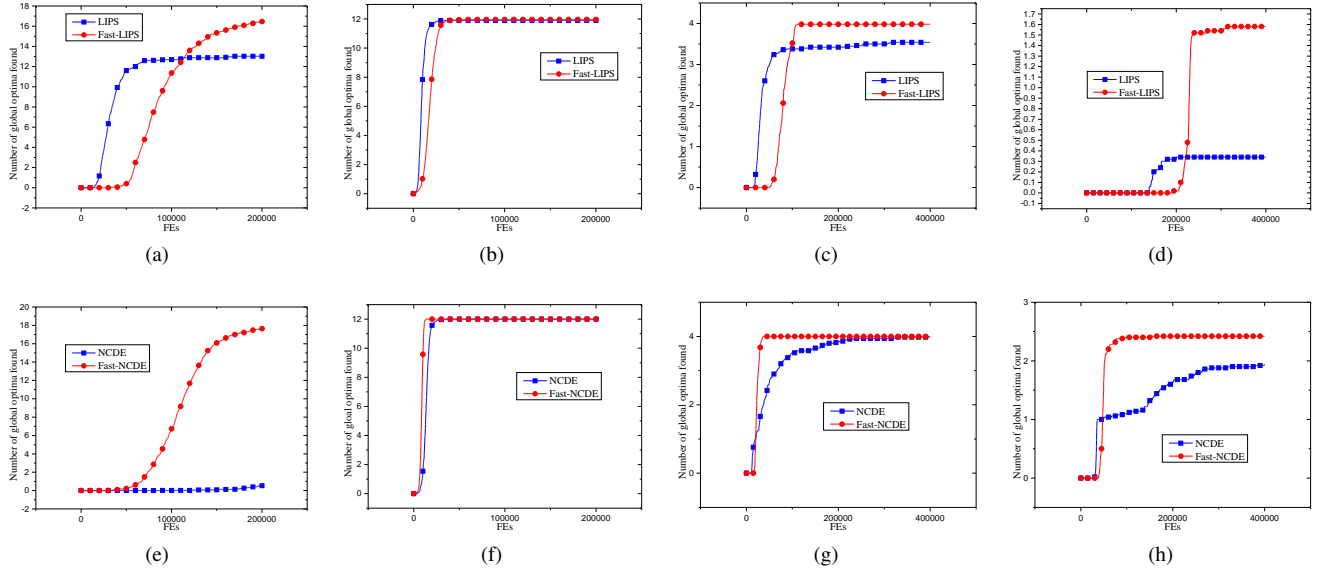 18
16
14
12
10
8
6
4
2
0
-2
Number of global optima found
LIPS
Fast-LIPS
0
100000
200000
FEs
(a)
12
10
8
6
4
2
0
Number of global optima found
LIPS
Fast-LIPS
0
100000
200000
FEs
(b)
4
3
2
1
0
Number of global optima found
LIPS
Fast-LIPS
0
200000
400000
FEs
(c)
1.7
1.6
1.5
1.4
1.3
1.2
1.1
1.0
0.9
0.8
0.7
0.6
0.5
0.4
0.3
0.2
0.1
0.0
-0.1
Number of global optima found
LIPS
Fast-LIPS
0
200000
400000
FEs
(d)
20
18
16
14
12
10
8
6
4
2
0
-2
Number of global optima found
NCDE
Fast-NCDE
0
100000
200000
FEs
(e)
12
10
8
6
4
2
0
Number of global optima found
NCDE
Fast-NCDE
0
100000
200000
FEs
(f)
4
2
0
Number of global optima found
NCDE
Fast-NCDE
0
200000
400000
FEs
(g)
3
2
1
0
Number of global optima found
NCDE
Fast-NCDE
0
200000
400000
FEs
(h)